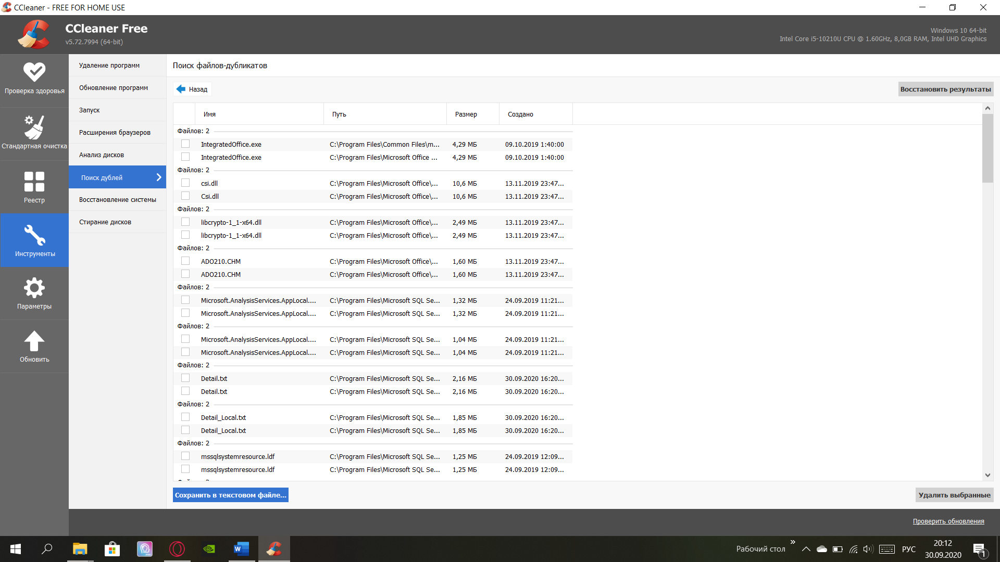 CCleaner - FREE FOR HOME USE
CCleaner Free
v5.72.7994 (64-bit)
Windows 10 64-bit
Intel Core i5-10210U CPU @ 1.60GHz, 8,0GB RAM, Intel UHD Graphics
Проверка здоровья
Стандартная очистка
Реестр
Инструменты
Параметры
Обновить
Удаление программ
Обновление программ
Запуск
Расширения браузеров
Анализ дисков
Поиск дублей
Восстановление системы
Стирание дисков
Поиск файлов-дубликатов
Назад
Восстановить результаты
Имя Путь Размер Создано
Файлов: 2
IntegratedOffice.exe C:\Program Files\Common Files\m... 4,29 МБ 09.10.2019 1:40:00
IntegratedOffice.exe C:\Program Files\Microsoft Office ... 4,29 МБ 09.10.2019 1:40:00
Файлов: 2
csi.dll C:\Program Files\Microsoft Office\... 10,6 МБ 13.11.2019 23:47...
Csi.dll C:\Program Files\Microsoft Office\... 10,6 МБ 13.11.2019 23:47...
Файлов: 2
libcrypto-1_1-x64.dll C:\Program Files\Microsoft Office\... 2,49 МБ 13.11.2019 23:47...
libcrypto-1_1-x64.dll C:\Program Files\Microsoft Office\... 2,49 МБ 13.11.2019 23:47...
Файлов: 2
ADO210.CHM C:\Program Files\Microsoft Office\... 1,60 МБ 13.11.2019 23:47...
ADO210.CHM C:\Program Files\Microsoft Office\... 1,60 МБ 13.11.2019 23:47...
Файлов: 2
Microsoft.AnalysisServices.AppLocal.... C:\Program Files\Microsoft SQL Se... 1,32 МБ 24.09.2019 11:21...
Microsoft.AnalysisServices.AppLocal.... C:\Program Files\Microsoft SQL Se... 1,32 МБ 24.09.2019 11:21...
Файлов: 2
Microsoft.AnalysisServices.AppLocal.... C:\Program Files\Microsoft SQL Se... 1,04 МБ 24.09.2019 11:21...
Microsoft.AnalysisServices.AppLocal.... C:\Program Files\Microsoft SQL Se... 1,04 МБ 24.09.2019 11:21...
Файлов: 2
Detail.txt C:\Program Files\Microsoft SQL Se... 2,16 МБ 30.09.2020 16:20...
Detail.txt C:\Program Files\Microsoft SQL Se... 2,16 МБ 30.09.2020 16:20...
Файлов: 2
Detail_Local.txt C:\Program Files\Microsoft SQL Se... 1,85 МБ 30.09.2020 16:20...
Detail_Local.txt C:\Program Files\Microsoft SQL Se... 1,85 МБ 30.09.2020 16:20...
Файлов: 2
mssqlsystemresource.ldf C:\Program Files\Microsoft SQL Se... 1,25 МБ 24.09.2019 12:09...
mssqlsystemresource.ldf C:\Program Files\Microsoft SQL Se... 1,25 МБ 24.09.2019 12:09...
Сохранить в текстовом файле...
Удалить выбранные
Проверить обновления
Рабочий стол
РУС
20:12
30.09.2020
1